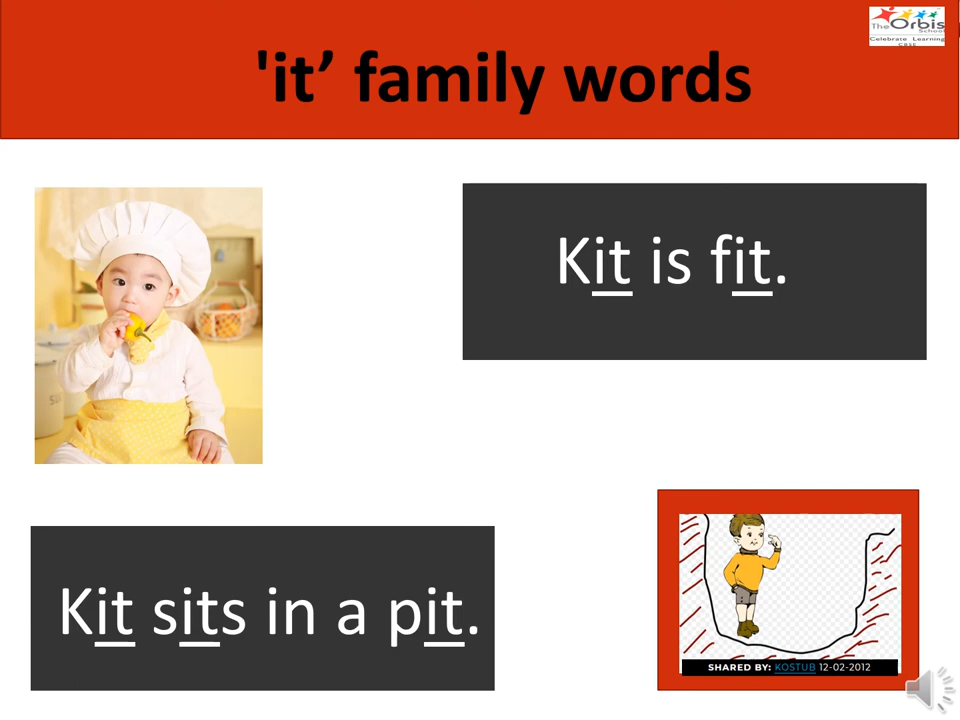 The Orbis
School
Celebrate Learning
CBSE
'it’ family words
Kit is fit.
Kit sits in a pit.
SHARED BY: KOSTUB 12-02-2012